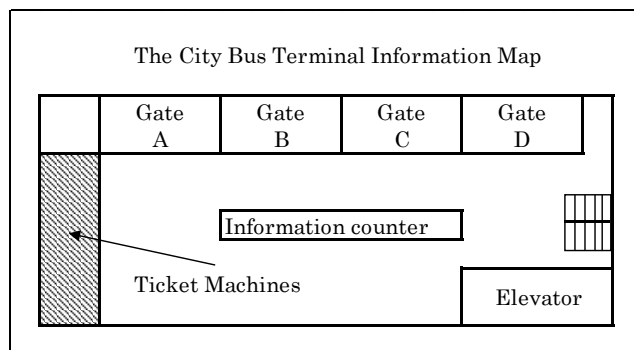 The City Bus Terminal Information Map
Gate A
Gate B
Gate C
Gate D
Information counter
Ticket Machines
Elevator